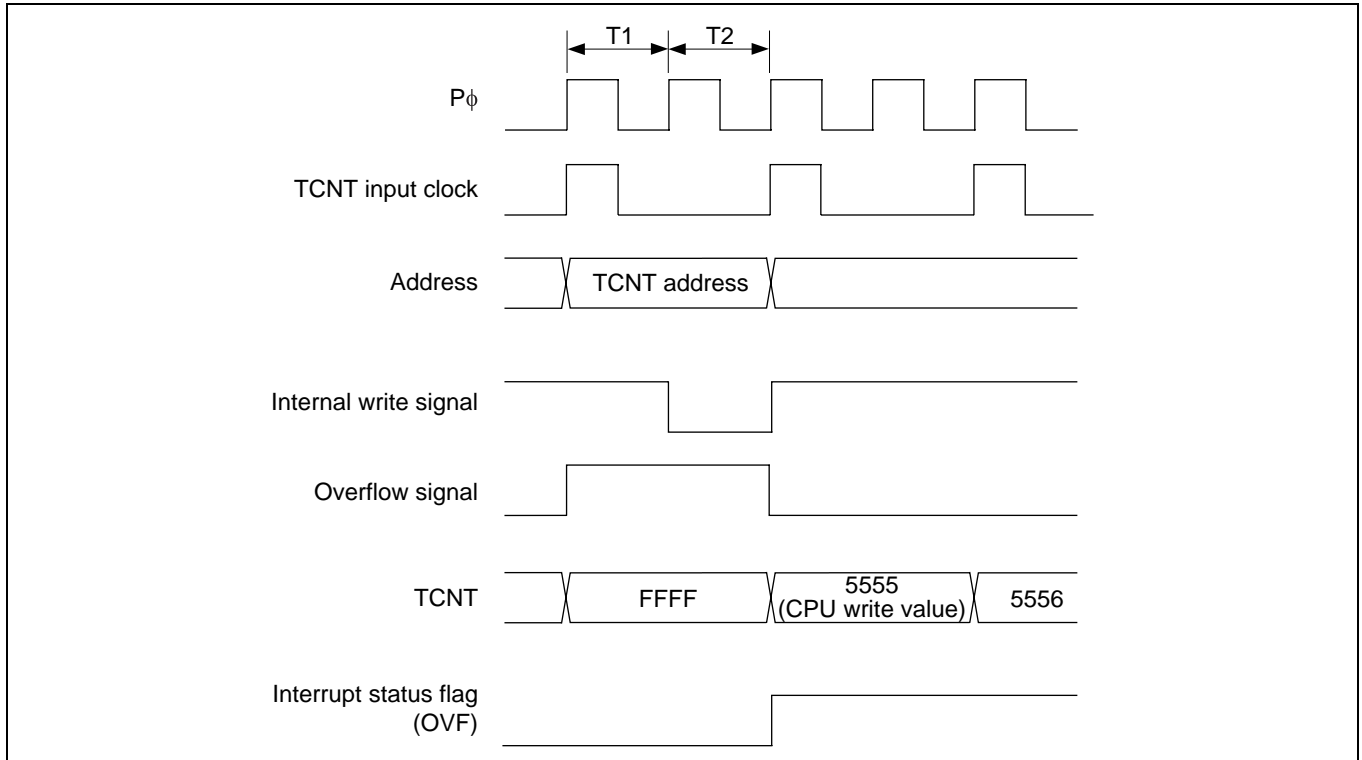 T1 T2
Pϕ
TCNT input clock
Address TCNT address
Internal write signal
Overflow signal
TCNT FFFF 5555 5556
(CPU write value)
Interrupt status flag
(OVF)